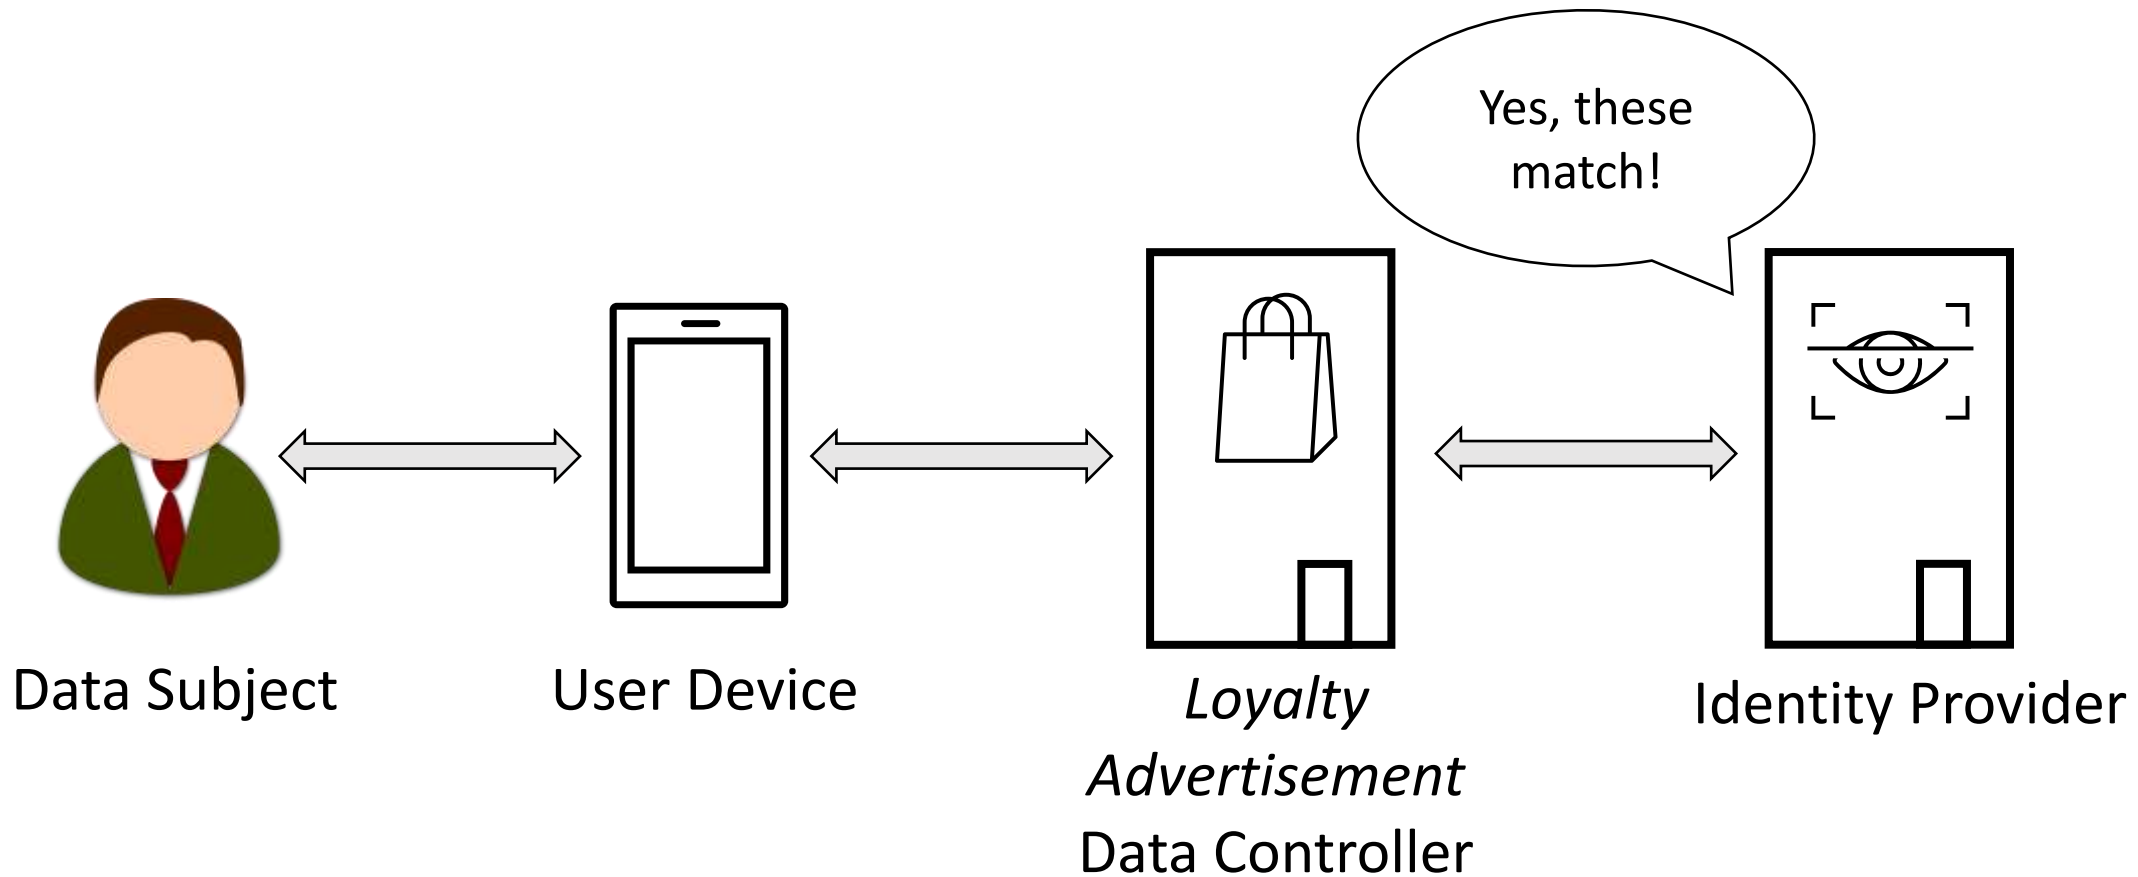 Yes, these
match!
Data Subject
User Device
Loyalty
Advertisement
Data Controller
Identity Provider